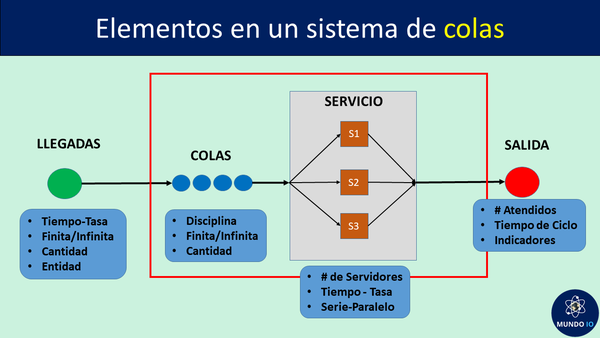 Elementos en un sistema de colas
LLEGADAS
COLAS
SERVICIO
SALIDA
S1
S2
S3
• Tiempo-Tasa
• Finita/Infinita
• Cantidad
• Entidad
• Disciplina
• Finita/Infinita
• Cantidad
• # de Servidores
• Tiempo - Tasa
• Serie-Paralelo
• # Atendidos
• Tiempo de Ciclo
• Indicadores
MUNDO IO